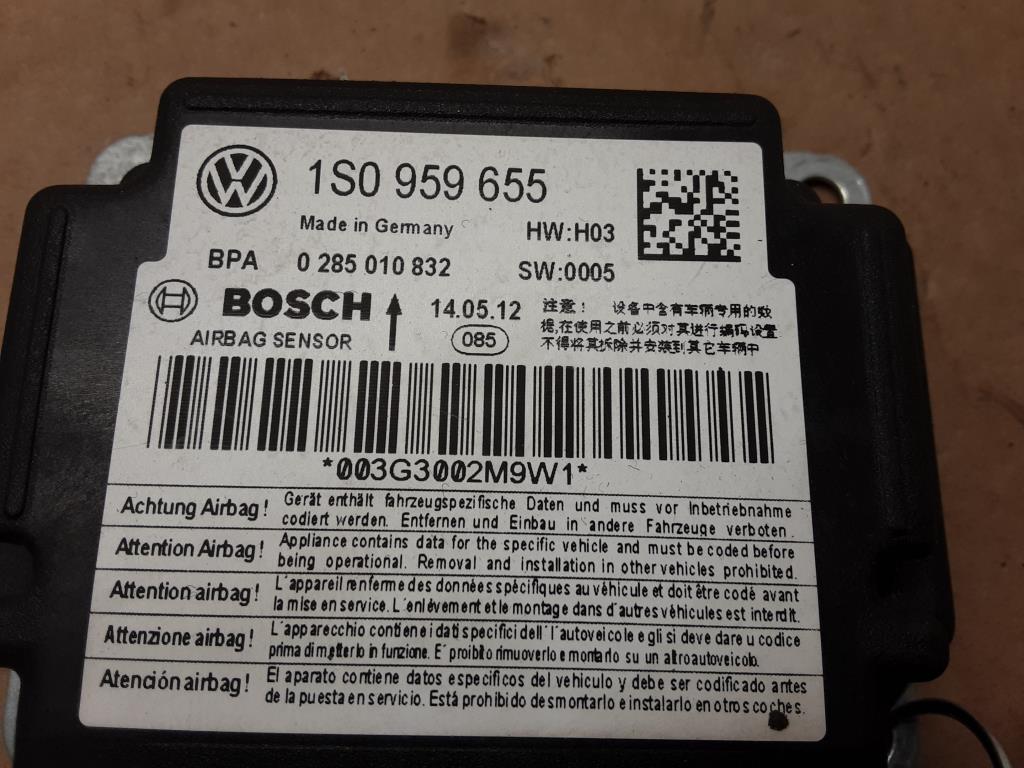 1S0 959 655
Made in Germany HW:H03
BPA 0 285 010 832 SW:0005
BOSCH 14.05.12
AIRBAG SENSOR 085
注意! 设备中含有车辆专用的数
据,在使用之前必须对其进行编码设置
不得将其拆除并安装到其它车辆中
*003G3002M9W1*
Achtung Airbag! Gerät enthält fahrzeugspezifische Daten und muss vor Inbetriebnahme
codiert werden. Entfernen und Einbau in andere Fahrzeuge verboten.
Attention Airbag! Appliance contains data for the specific vehicle and must be coded before
being operational. Removal and installation in other vehicles prohibited.
Attention airbag! L'appareil renferme des données spécifiques au véhicule et doit être codé avant
la mise en service. L'enlévement et le montage dans d'autres véhicules est interdit.
Attenzione airbag! L'apparecchio contiene i dati specifici dell'autoveicolo e gli si deve dare u codice
prima di metterlo in funzione. E' proibito rimuoverlo e montarlo su un altroautoveicolo.
Atención airbag! El aparato contiene datos especificos del vehiculo y debe ser codificado antes
de la puesta en servicio. Está prohibido desmontarlo e instalarlo en otros coches.